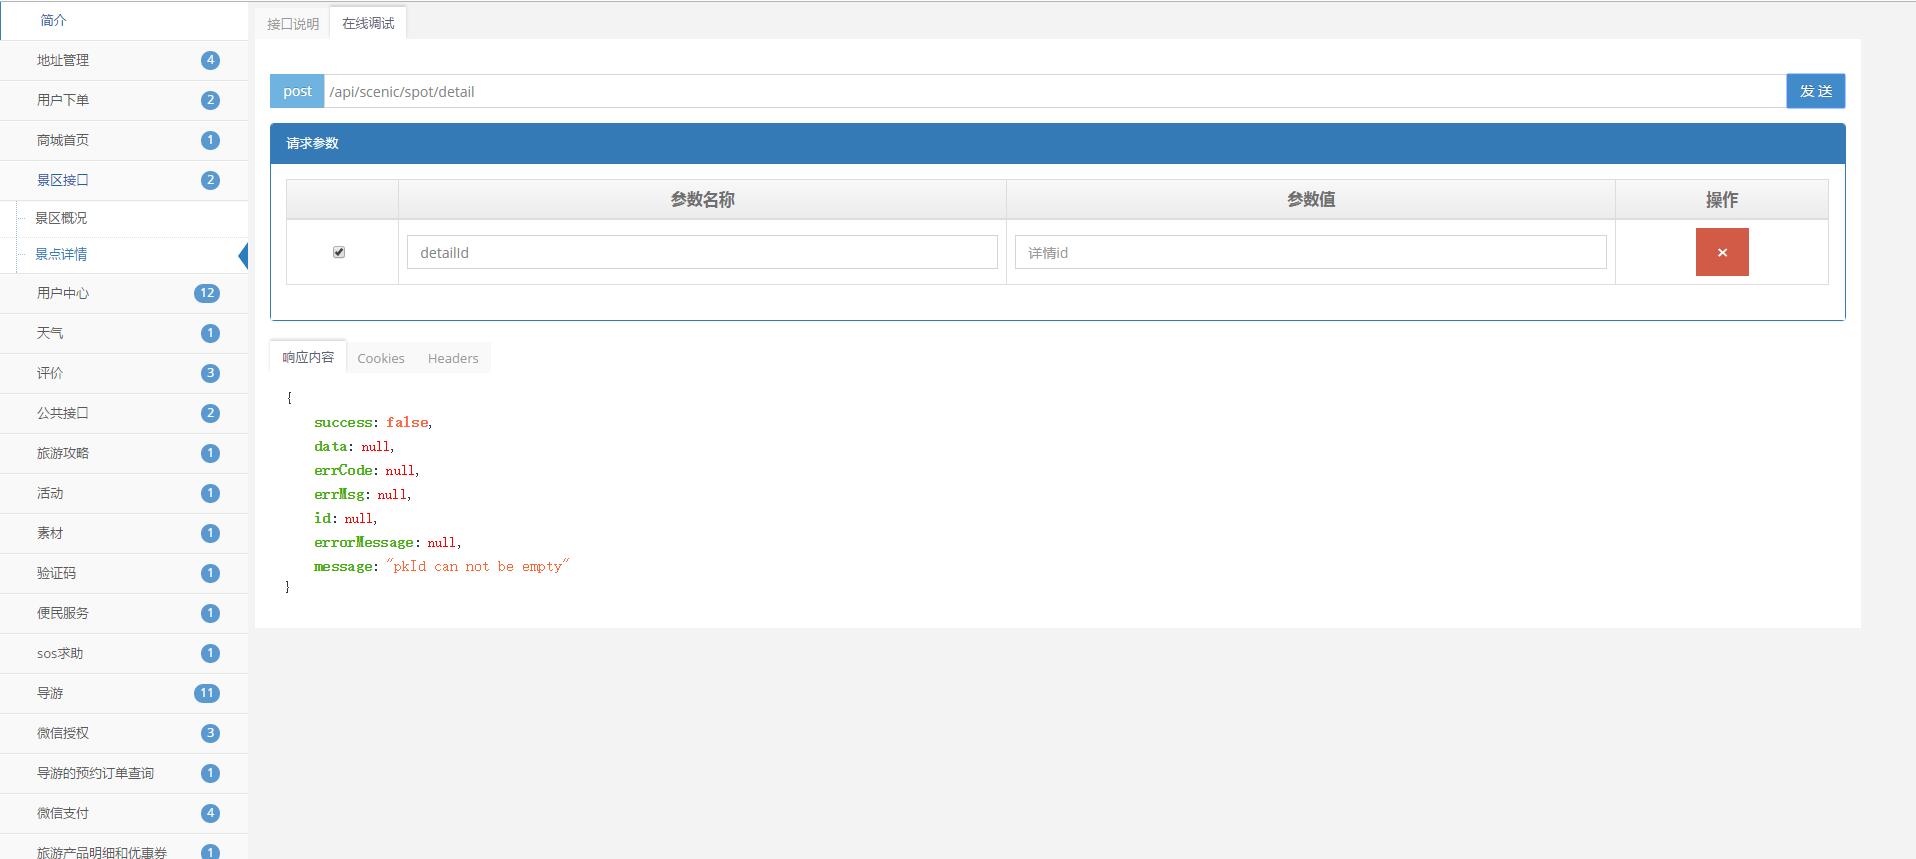 简介
地址管理 4
用户下单 2
商城首页 1
景区接口 2
景区概况
景点详情
用户中心 12
天气 1
评价 3
公共接口 2
旅游攻略 1
活动 1
素材 1
验证码 1
便民服务 1
sos求助 1
导游 11
微信授权 3
导游的预约订单查询 1
微信支付 4
旅游产品明细和优惠券 1
接口说明 在线调试
post /api/scenic/spot/detail 发 送
请求参数
参数名称 参数值 操作
detailId 详情id ×
响应内容 Cookies Headers
{
success: false,
data: null,
errCode: null,
errMsg: null,
id: null,
errorMessage: null,
message: "pkId can not be empty"
}